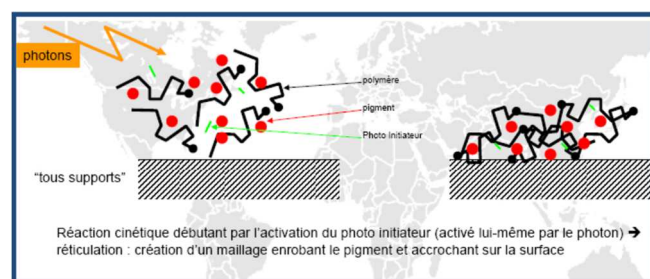 photons
polymère
pigment
Photo Initiateur
"tous supports"
Réaction cinétique débutant par l'activation du photo initiateur (activé lui-même par le photon) →
réticulation : création d'un maillage enrobant le pigment et accrochant sur la surface